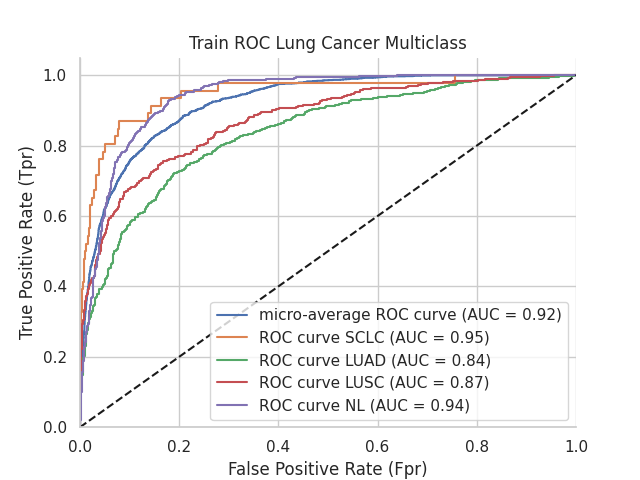 Train ROC Lung Cancer Multiclass
True Positive Rate (Tpr)
1.0
0.8
0.6
0.4
0.2
0.0
micro-average ROC curve (AUC = 0.92)
ROC curve SCLC (AUC = 0.95)
ROC curve LUAD (AUC = 0.84)
ROC curve LUSC (AUC = 0.87)
ROC curve NL (AUC = 0.94)
0.0 0.2 0.4 0.6 0.8 1.0
False Positive Rate (Fpr)